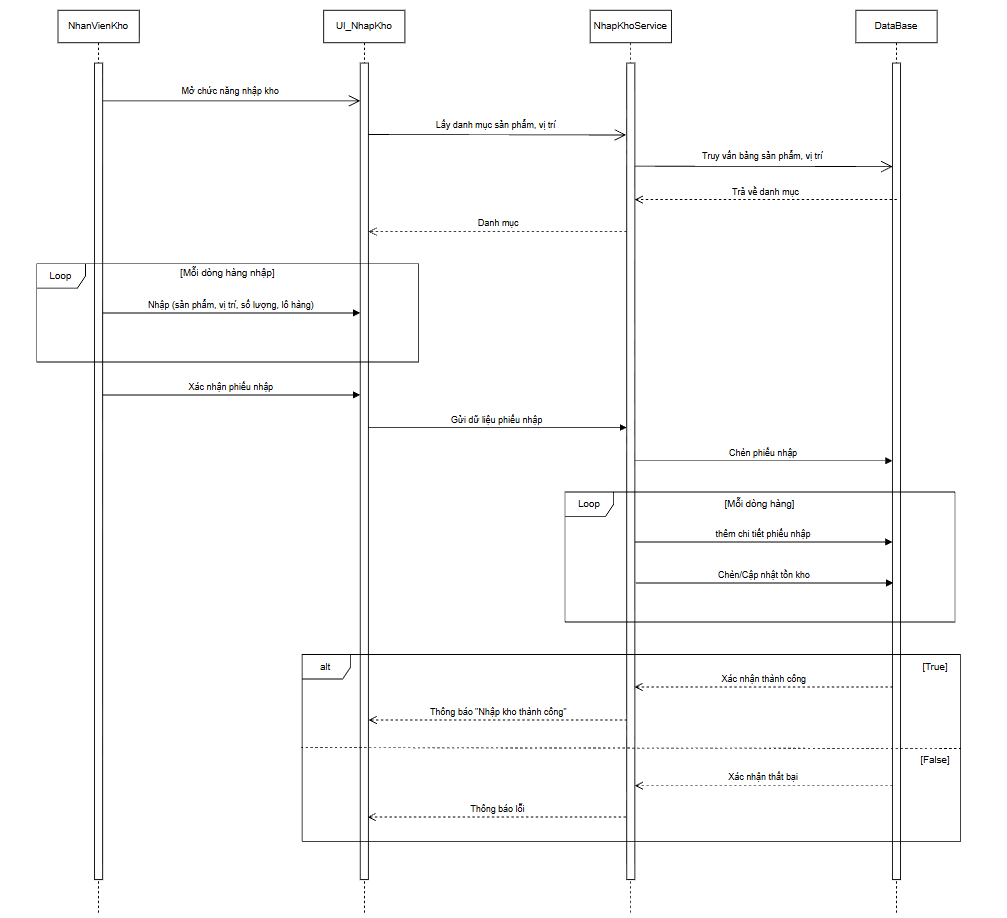 NhanVienKho
UI_NhapKho
NhapKhoService
DataBase
Mở chức năng nhập kho
Lấy danh mục sản phẩm, vị trí
Truy vấn bảng sản phẩm, vị trí
Trả về danh mục
Danh mục
Loop
[Mỗi dòng hàng nhập]
Nhập (sản phẩm, vị trí, số lượng, lô hàng)
Xác nhận phiếu nhập
Gửi dữ liệu phiếu nhập
Chèn phiếu nhập
Loop
[Mỗi dòng hàng]
thêm chi tiết phiếu nhập
Chèn/Cập nhật tồn kho
alt
[True]
Xác nhận thành công
Thông báo "Nhập kho thành công"
[False]
Xác nhận thất bại
Thông báo lỗi